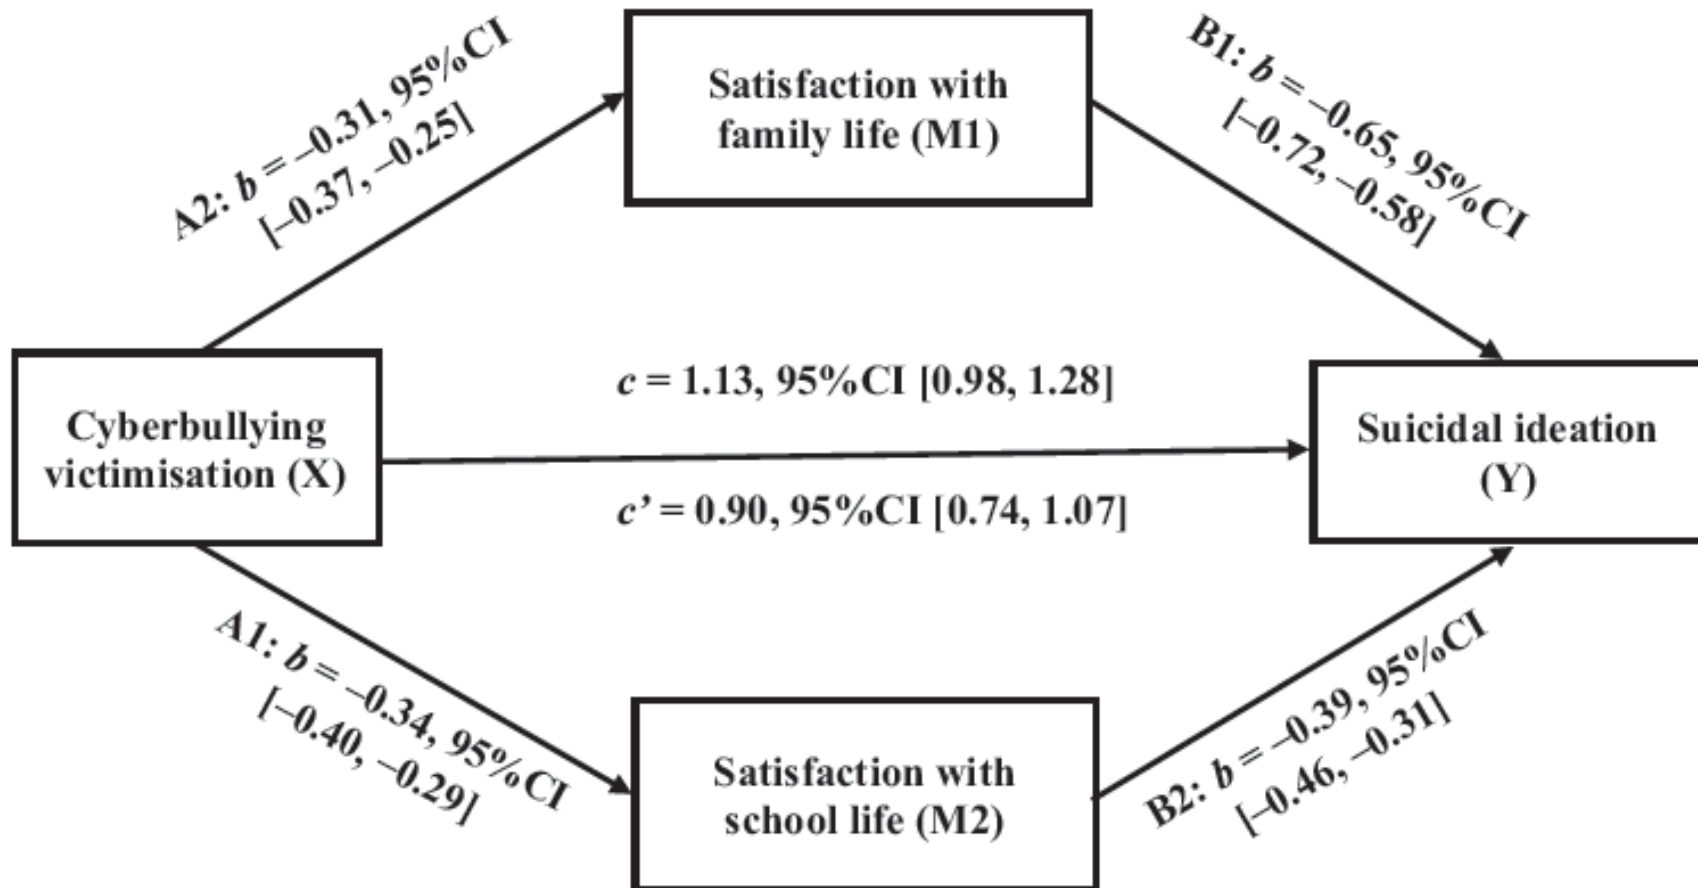 A2: b = –0.31, 95%CI
[–0.37, –0.25]
Satisfaction with
family life (M1)
B1: b = –0.65, 95%CI
[–0.72, –0.58]
Cyberbullying
victimisation (X)
c = 1.13, 95%CI [0.98, 1.28]
c’ = 0.90, 95%CI [0.74, 1.07]
Suicidal ideation
(Y)
A1: b = –0.34, 95%CI
[–0.40, –0.29]
Satisfaction with
school life (M2)
B2: b = –0.39, 95%CI
[–0.46, –0.31]